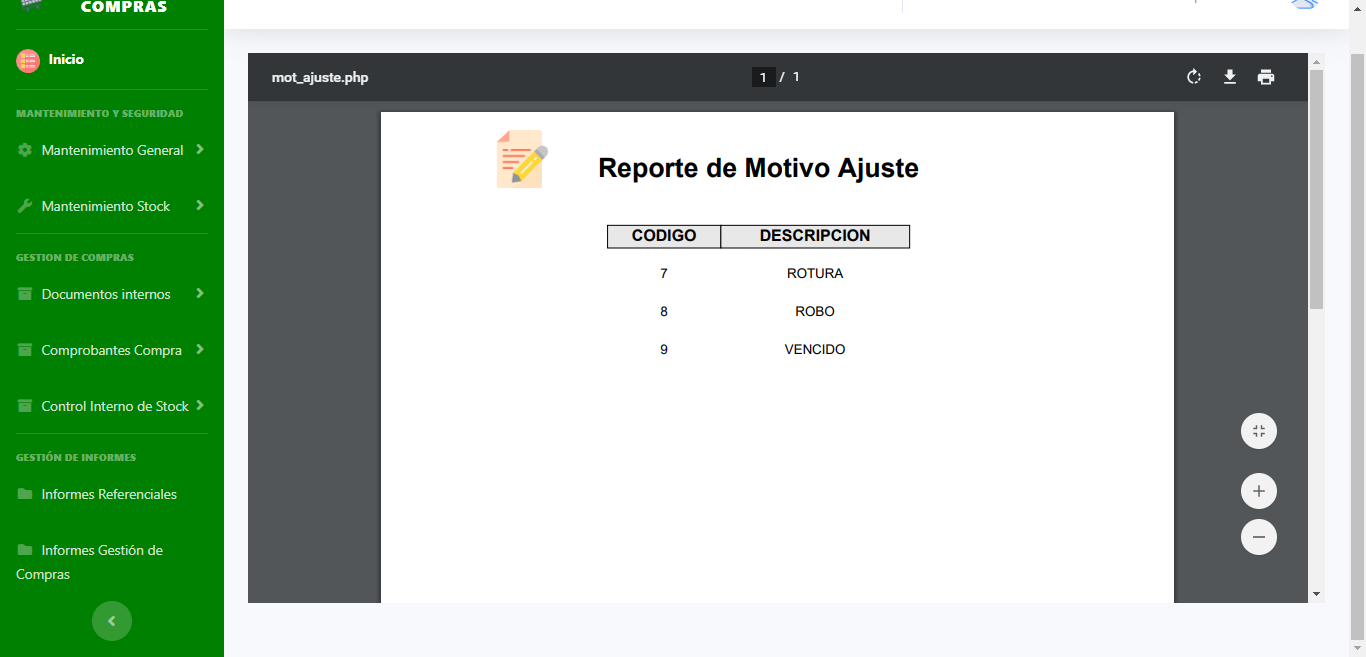 COMPRAS
Inicio
MANTENIMIENTO Y SEGURIDAD
Mantenimiento General
Mantenimiento Stock
GESTION DE COMPRAS
Documentos internos
Comprobantes Compra
Control Interno de Stock
GESTIÓN DE INFORMES
Informes Referenciales
Informes Gestión de
Compras
mot_ajuste.php
1 / 1
Reporte de Motivo Ajuste
CODIGO DESCRIPCION
7 ROTURA
8 ROBO
9 VENCIDO